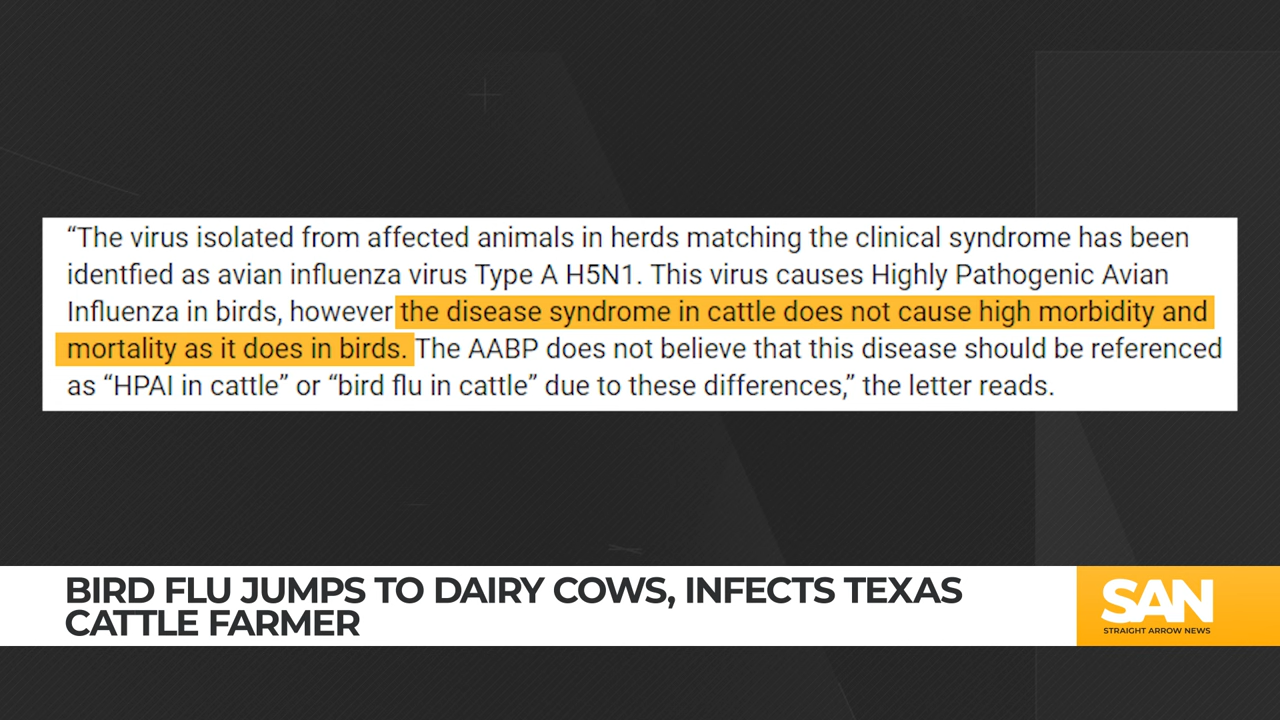 “The virus isolated from affected animals in herds matching the clinical syndrome has been
identfied as avian influenza virus Type A H5N1. This virus causes Highly Pathogenic Avian
Influenza in birds, however the disease syndrome in cattle does not cause high morbidity and
mortality as it does in birds. The AABP does not believe that this disease should be referenced
as “HPAI in cattle” or “bird flu in cattle” due to these differences,” the letter reads.
BIRD FLU JUMPS TO DAIRY COWS, INFECTS TEXAS
CATTLE FARMER
SAN
STRAIGHT ARROW NEWS